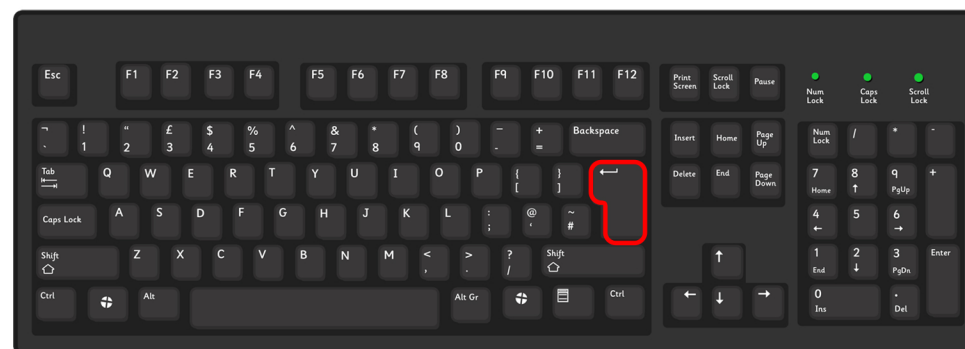 Esc F1 F2 F3 F4 F5 F6 F7 F8 F9 F10 F11 F12 Print Screen Scroll Lock Pause
Num Lock Caps Lock Scroll Lock
¬ ! " £ $ % ^ & * ( ) – + Backspace Insert Home Page Up Num Lock / * -
` 1 2 3 4 5 6 7 8 9 0 - =
Tab Q W E R T Y U I O P { } Delete End Page Down 7 8 9 +
[ ] Home ↑ PgUp
Caps Lock A S D F G H J K L : @ ~ 4 5 6
; ' # ← →
Shift Z X C V B N M < > ? Shift ↑ 1 2 3 Enter
, . / End ↓ PgDn
Ctrl Alt Alt Gr Ctrl ← ↓ → 0 .
Ins Del